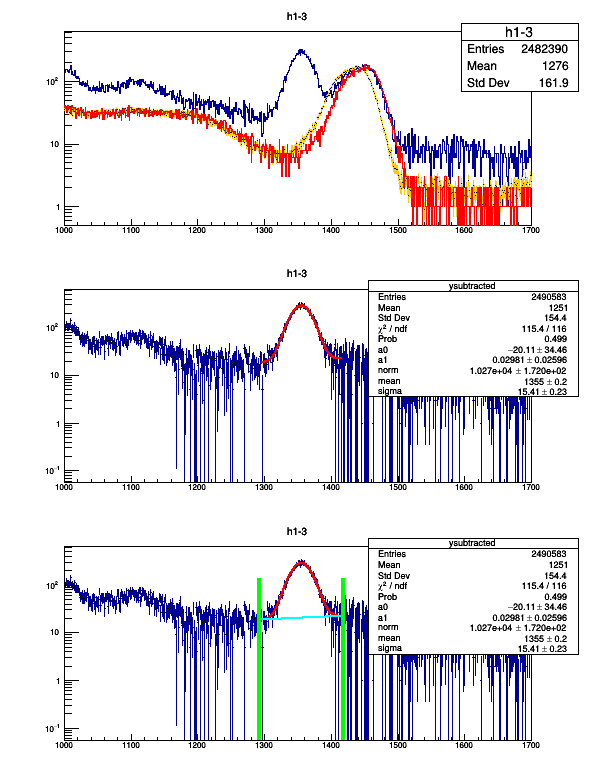 h1-3
h1-3
Entries 2482390
Mean 1276
Std Dev 161.9
10²
10
1
1000 1100 1200 1300 1400 1500 1600 1700
h1-3
ysubtracted
Entries 2490583
Mean 1251
Std Dev 154.4
χ² / ndf 115.4 / 116
Prob 0.499
a0 −20.11 ± 34.46
a1 0.02981 ± 0.02596
norm 1.027e+04 ± 1.720e+02
mean 1355 ± 0.2
sigma 15.41 ± 0.23
10²
10
1
10⁻¹
1000 1100 1200 1300 1400 1500 1600 1700
h1-3
ysubtracted
Entries 2490583
Mean 1251
Std Dev 154.4
χ² / ndf 115.4 / 116
Prob 0.499
a0 −20.11 ± 34.46
a1 0.02981 ± 0.02596
norm 1.027e+04 ± 1.720e+02
mean 1355 ± 0.2
sigma 15.41 ± 0.23
10²
10
1
10⁻¹
1000 1100 1200 1300 1400 1500 1600 1700